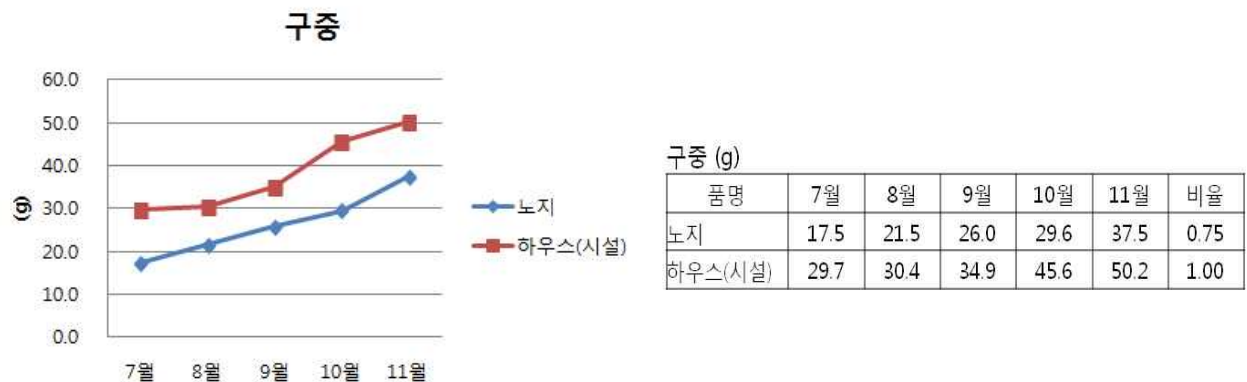 구중
60.0
50.0
40.0
30.0
20.0
10.0
0.0
(g)
7월 8월 9월 10월 11월
노지
하우스(시설)
구중 (g)
품명 7월 8월 9월 10월 11월 비율
노지 17.5 21.5 26.0 29.6 37.5 0.75
하우스(시설) 29.7 30.4 34.9 45.6 50.2 1.00